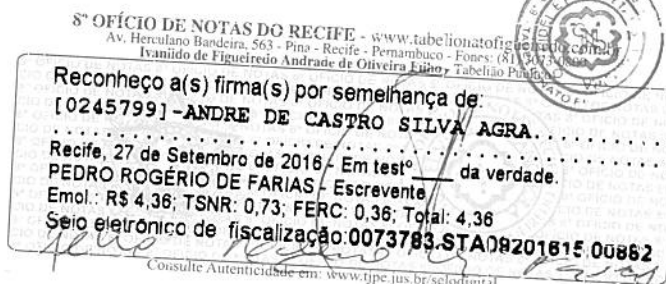 8º OFÍCIO DE NOTAS DO RECIFE - www.tabelionatofigueiredo.com.br
Av. Herculano Bandeira, 563 - Pina - Recife - Pernambuco - Fones: (81) 3073-0800
Ivanildo de Figueiredo Andrade de Oliveira Filho, Tabelião Público
Reconheço a(s) firma(s) por semelhança de:
[0245799]-ANDRE DE CASTRO SILVA AGRA..........
Recife, 27 de Setembro de 2016 - Em testº____ da verdade.
PEDRO ROGÉRIO DE FARIAS - Escrevente
Emol.: R$ 4,36; TSNR: 0,73; FERC: 0,36; Total: 4,36
Selo eletrônico de fiscalização:0073783.STA09201615.00862
Consulte Autenticidade em: www.tjpe.jus.br/selodigital